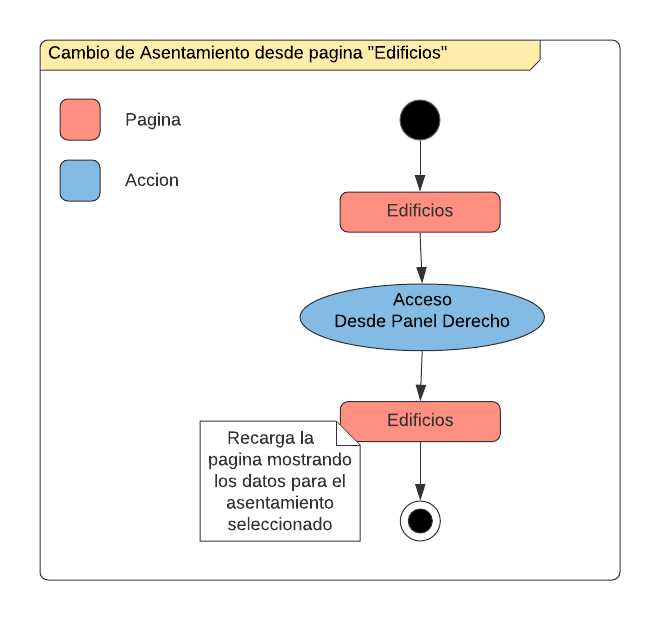 Cambio de Asentamiento desde pagina "Edificios"
Pagina
Accion
Edificios
Acceso
Desde Panel Derecho
Edificios
Recarga la
pagina mostrando
los datos para el
asentamiento
seleccionado